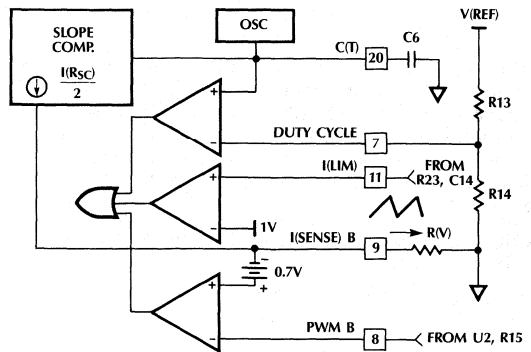 SLOPE
COMP.
I(RSC)
2
OSC
V(REF)
C(T) 20 C6
R13
+
− DUTY CYCLE 7
+ I(LIM) 11 FROM
R23, C14
R14
− 1V
I(SENSE) B 9 R(V)
−
0.7V
+
+
− PWM B 8 FROM U2, R15